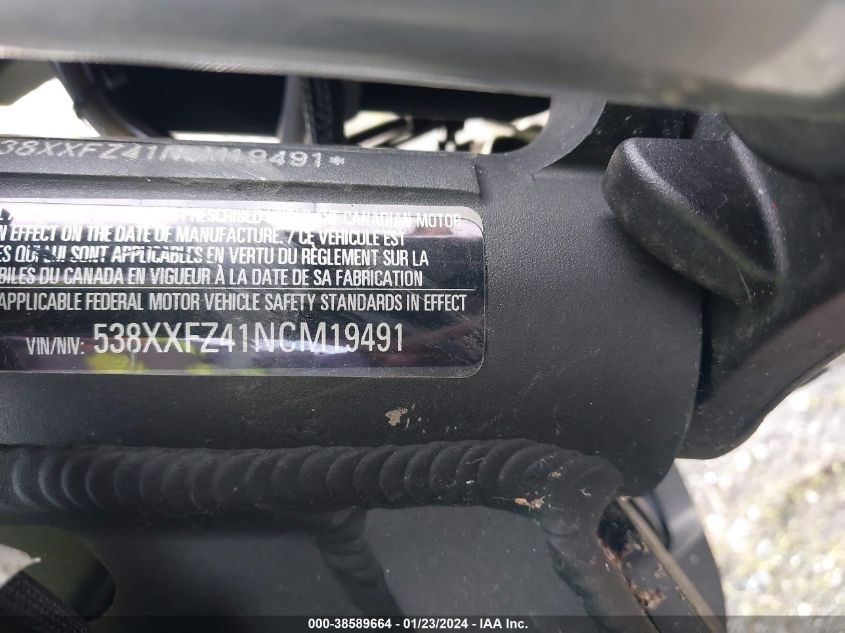 538XXFZ41NCM19491*
CANADIAN MOTOR
EFFECT ON THE DATE OF MANUFACTURE. / CE VÉHICULE EST
QUI LUI SONT APPLICABLES EN VERTU DU RÈGLEMENT SUR LA
BILES DU CANADA EN VIGUEUR À LA DATE DE SA FABRICATION
APPLICABLE FEDERAL MOTOR VEHICLE SAFETY STANDARDS IN EFFECT
VIN/NIV: 538XXFZ41NCM19491
000-38589664 / 01/23/2024 / IAA Inc.